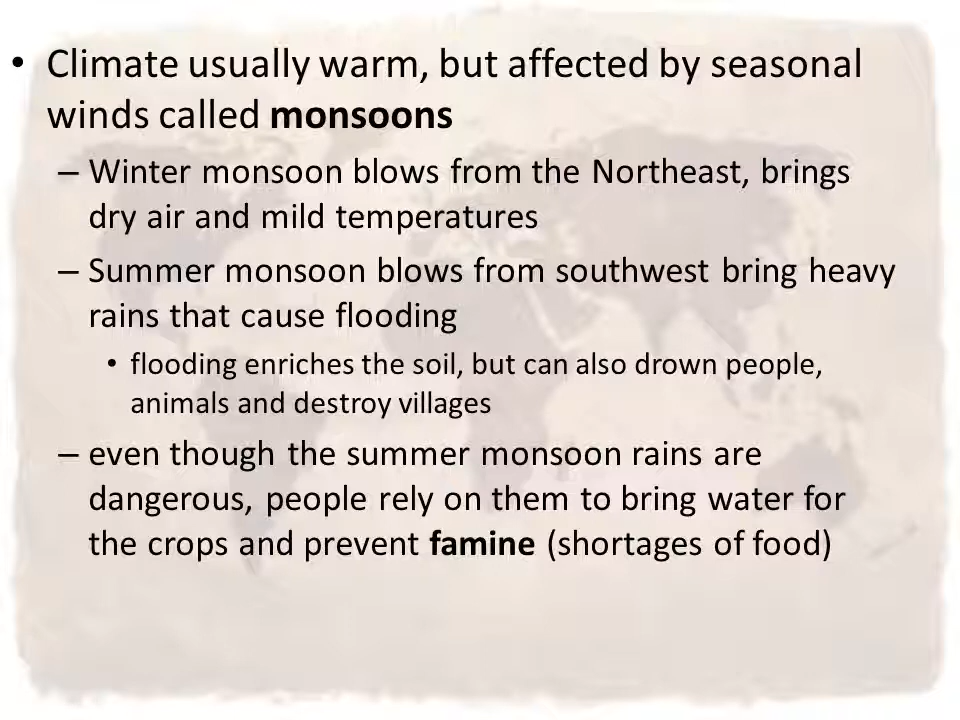 • Climate usually warm, but affected by seasonal
winds called monsoons
– Winter monsoon blows from the Northeast, brings
dry air and mild temperatures
– Summer monsoon blows from southwest bring heavy
rains that cause flooding
• flooding enriches the soil, but can also drown people,
animals and destroy villages
– even though the summer monsoon rains are
dangerous, people rely on them to bring water for
the crops and prevent famine (shortages of food)